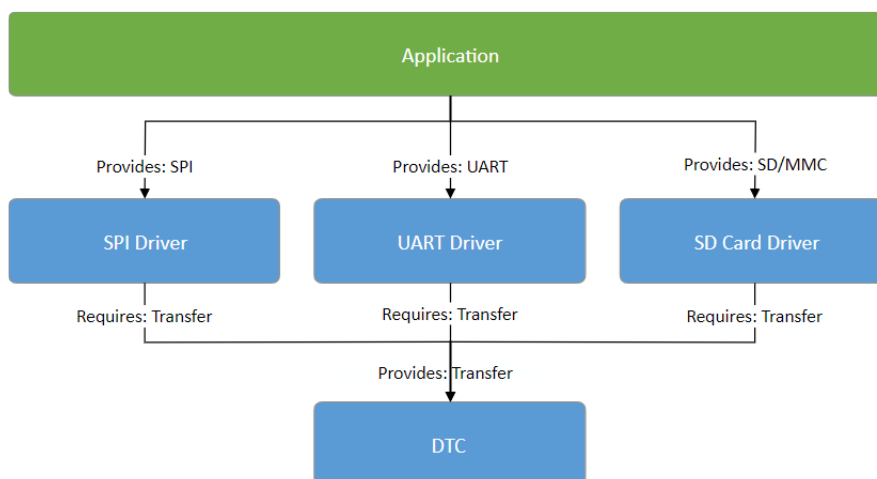 Application
Provides: SPI
Provides: UART
Provides: SD/MMC
SPI Driver
UART Driver
SD Card Driver
Requires: Transfer
Requires: Transfer
Requires: Transfer
Provides: Transfer
DTC